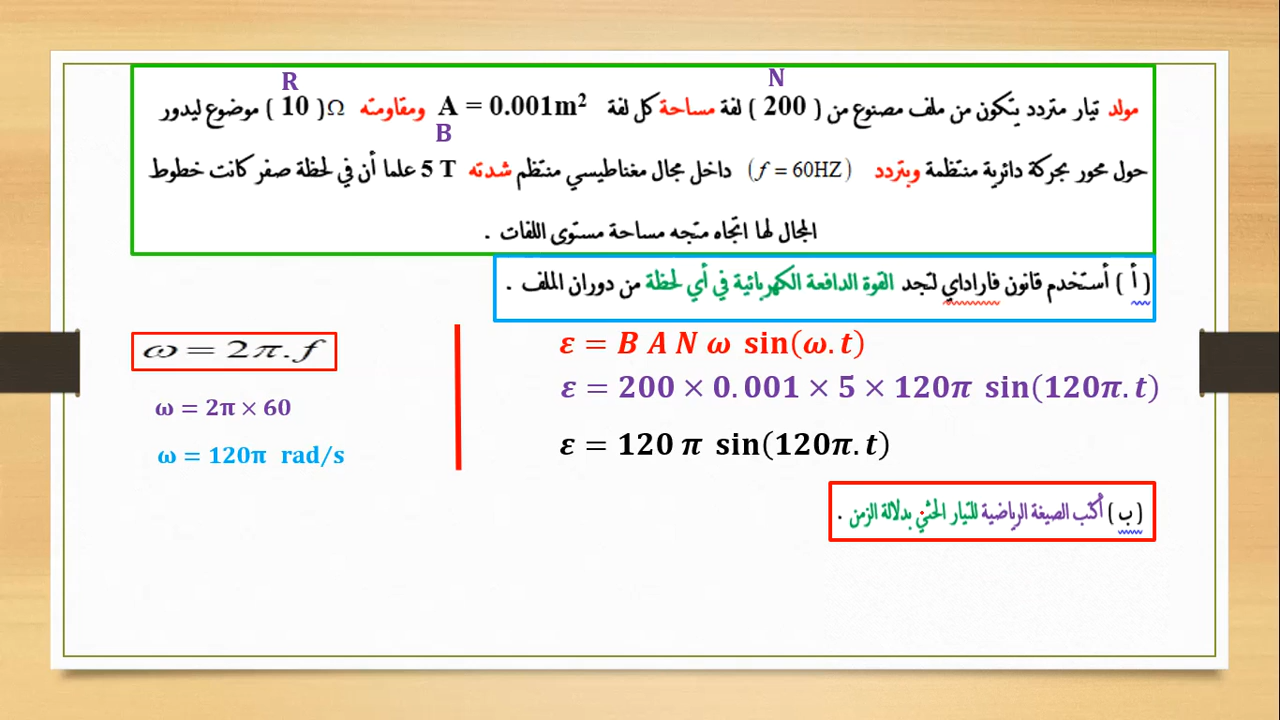 R N
مولد تيار متردد يتكون من ملف مصنوع من ( 200 ) لفة مساحة كل لفة A = 0.001m² ومقاومته Ω( 10 ) موضوع ليدور
B
حول محور بحركة دائرية منتظمة وبتردد (f = 60HZ) داخل مجال مغناطيسي منتظم شدته 5 T علما أن في لحظة صفر كانت خطوط
المجال لها اتجاه متجه مساحة مستوى اللفات .
( أ ) أستخدم قانون فاراداي لتجد القوة الدافعة الكهربائية في أي لحظة من دوران الملف .
ω = 2π.f
ε = B A N ω sin(ω.t)
ω = 2π × 60
ε = 200 × 0.001 × 5 × 120π sin(120π.t)
ω = 120π rad/s
ε = 120 π sin(120π.t)
( ب ) أكتب الصيغة الرياضية للتيار الحثي بدلالة الزمن .